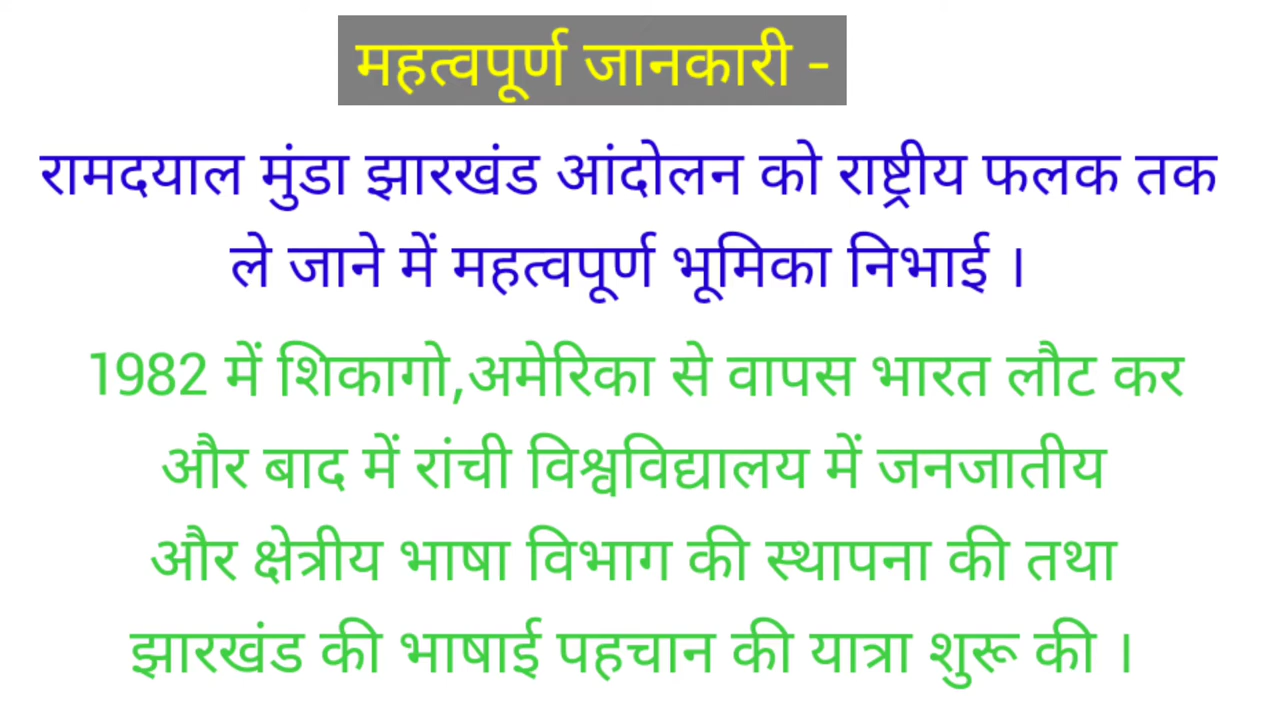 महत्वपूर्ण जानकारी -
रामदयाल मुंडा झारखंड आंदोलन को राष्ट्रीय फलक तक
ले जाने में महत्वपूर्ण भूमिका निभाई ।
1982 में शिकागो,अमेरिका से वापस भारत लौट कर
और बाद में रांची विश्वविद्यालय में जनजातीय
और क्षेत्रीय भाषा विभाग की स्थापना की तथा
झारखंड की भाषाई पहचान की यात्रा शुरू की ।